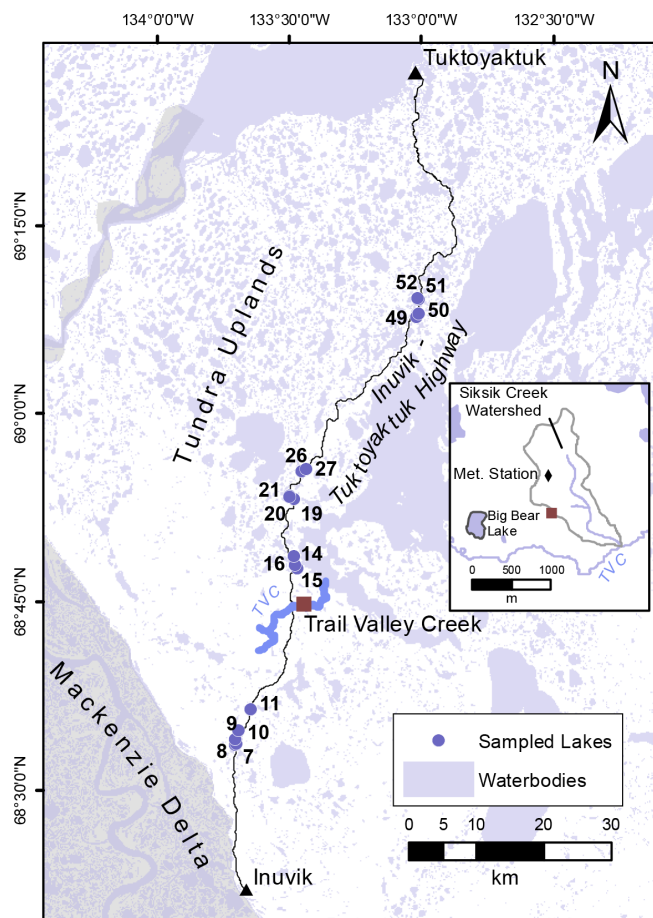 134°0'0"W 133°30'0"W 133°0'0"W 132°30'0"W
Tuktoyaktuk
N
69°15'0"N
Tundra Uplands
52 51
49 50
Inuvik -
Tuktoyaktuk Highway
69°0'0"N
Siksik Creek
Watershed
Met. Station
Big Bear
Lake
0 500 1000
m
TVC
26 27
21
20 19
14
16
15
TVC
68°45'0"N
Trail Valley Creek
Mackenzie Delta
11
9 10
8 7
Sampled Lakes
Waterbodies
68°30'0"N
0 5 10 20 30
km
Inuvik